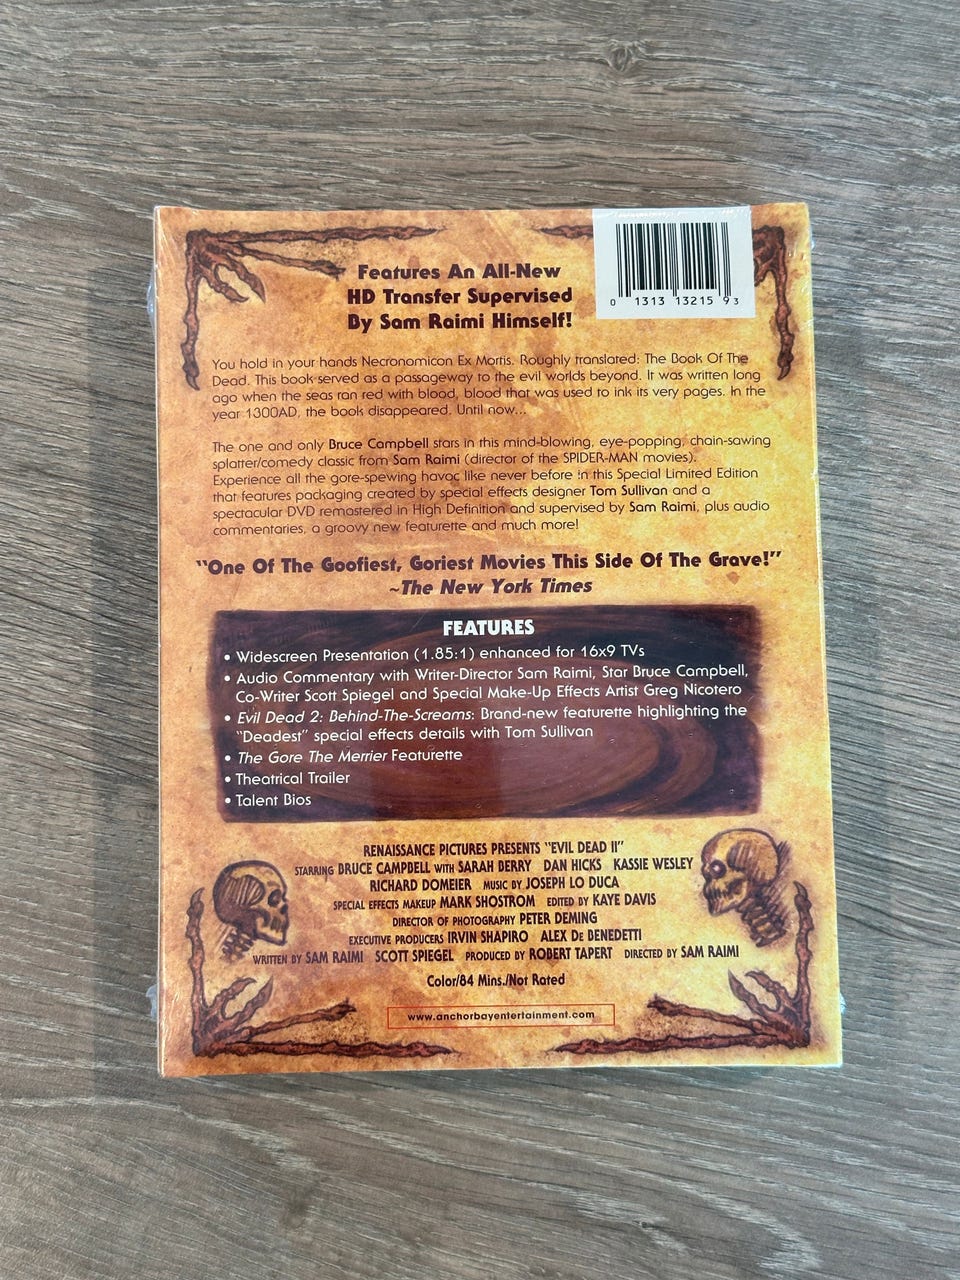 Features An All-New
HD Transfer Supervised
By Sam Raimi Himself!
0 1313 13215 9 3
You hold in your hands Necronomicon Ex Mortis. Roughly translated: The Book Of The
Dead. This book served as a passageway to the evil worlds beyond. It was written long
ago when the seas ran red with blood, blood that was used to ink its very pages. In the
year 1300AD, the book disappeared. Until now...
The one and only Bruce Campbell stars in this mind-blowing, eye-popping, chain-sawing
splatter/comedy classic from Sam Raimi (director of the SPIDER-MAN movies).
Experience all the gore-spewing havoc like never before in this Special Limited Edition
that features packaging created by special effects designer Tom Sullivan and a
spectacular DVD remastered in High Definition and supervised by Sam Raimi, plus audio
commentaries, a groovy new featurette and much more!
“One Of The Goofiest, Goriest Movies This Side Of The Grave!”
~The New York Times
FEATURES
• Widescreen Presentation (1.85:1) enhanced for 16x9 TVs
• Audio Commentary with Writer-Director Sam Raimi, Star Bruce Campbell,
Co-Writer Scott Spiegel and Special Make-Up Effects Artist Greg Nicotero
• Evil Dead 2: Behind-The-Screams: Brand-new featurette highlighting the
“Deadest” special effects details with Tom Sullivan
• The Gore The Merrier Featurette
• Theatrical Trailer
• Talent Bios
RENAISSANCE PICTURES PRESENTS “EVIL DEAD II”
STARRING BRUCE CAMPBELL WITH SARAH BERRY DAN HICKS KASSIE WESLEY
RICHARD DOMEIER MUSIC BY JOSEPH LO DUCA
SPECIAL EFFECTS MAKEUP MARK SHOSTROM EDITED BY KAYE DAVIS
DIRECTOR OF PHOTOGRAPHY PETER DEMING
EXECUTIVE PRODUCERS IRVIN SHAPIRO ALEX De BENEDETTI
WRITTEN BY SAM RAIMI SCOTT SPIEGEL PRODUCED BY ROBERT TAPERT DIRECTED BY SAM RAIMI
Color/84 Mins./Not Rated
www.anchorbayentertainment.com